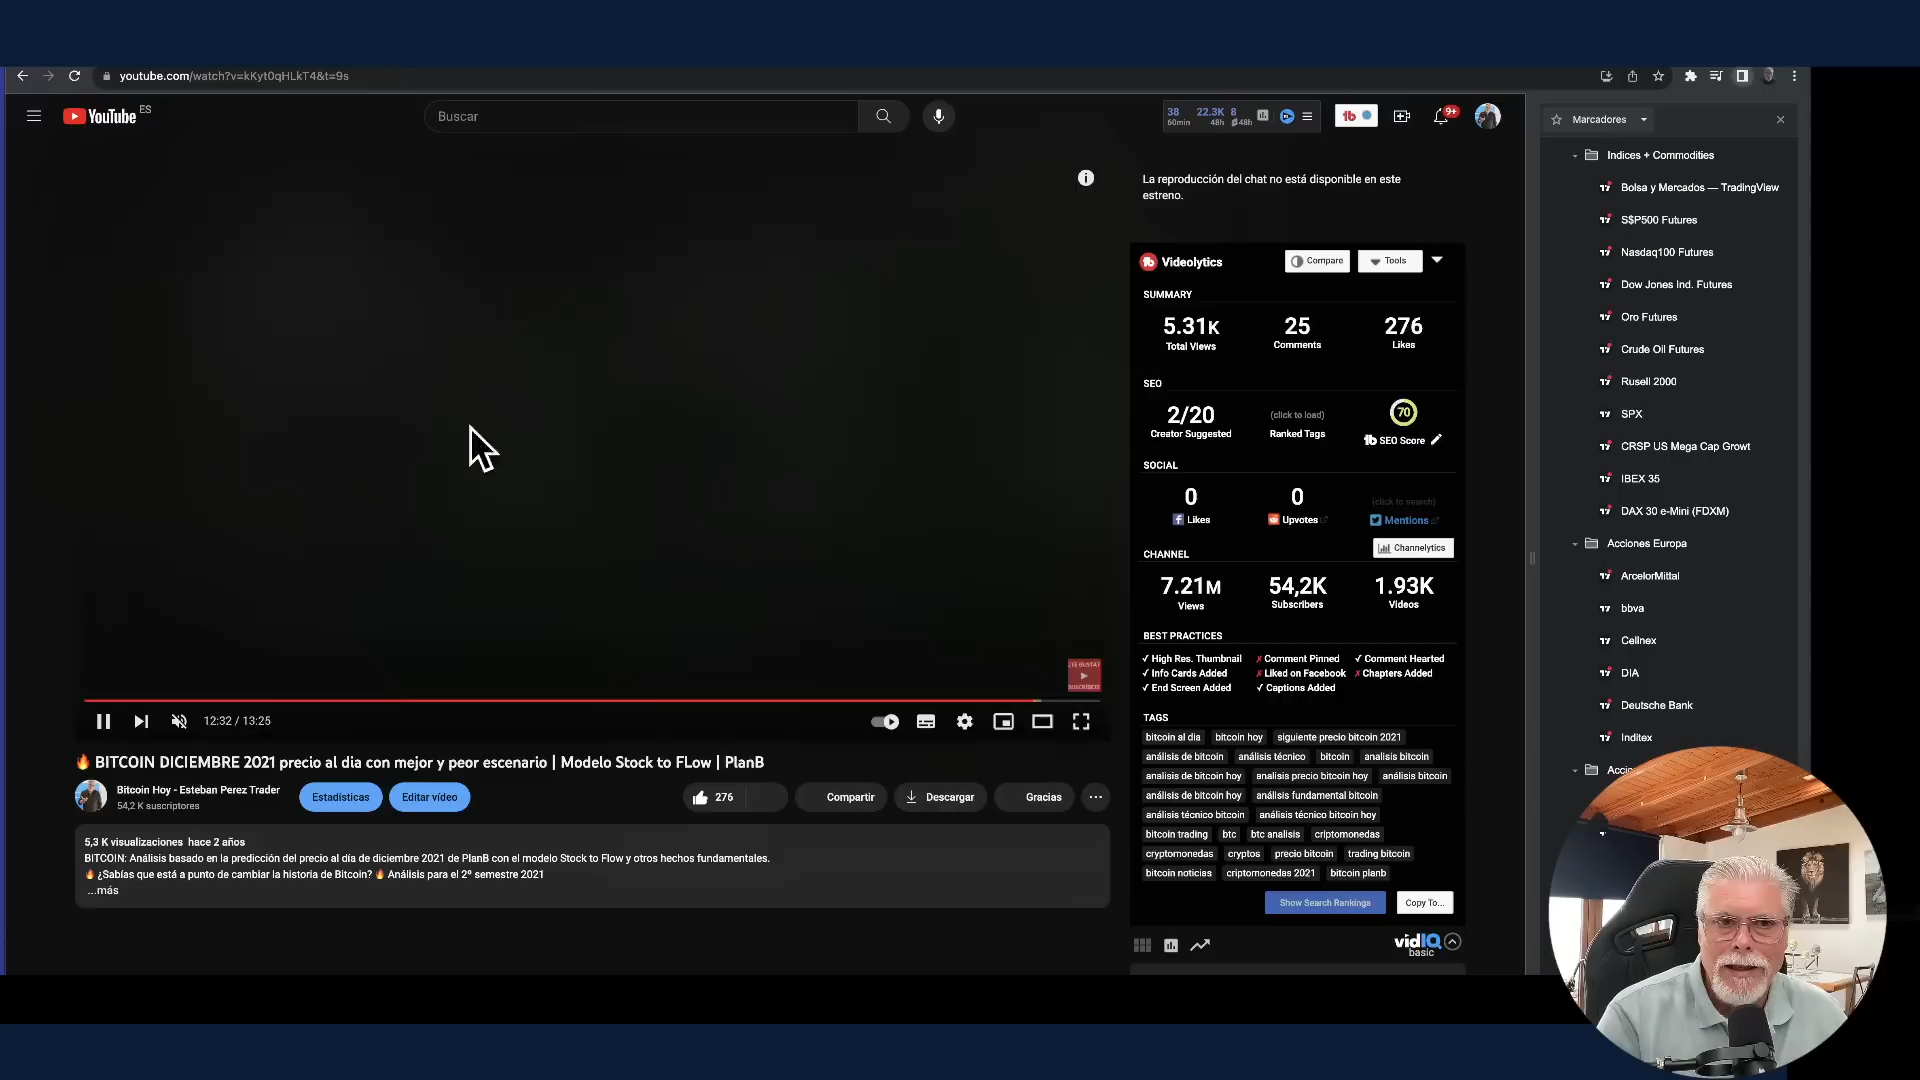 youtube.com/watch?v=kKyt0qHLkT4&t=9s
YouTube ES
Buscar
38 22.3K 8
60min 48h 48h
9+
Marcadores
Indices + Commodities
Bolsa y Mercados — TradingView
S$P500 Futures
Nasdaq100 Futures
Dow Jones Ind. Futures
Oro Futures
Crude Oil Futures
Rusell 2000
SPX
CRSP US Mega Cap Growt
IBEX 35
DAX 30 e-Mini (FDXM)
Acciones Europa
ArcelorMittal
bbva
Cellnex
DIA
Deutsche Bank
Inditex
La reproducción del chat no está disponible en este
estreno.
Videolytics
Compare
Tools
SUMMARY
5.31K 25 276
Total Views Comments Likes
SEO
2/20 (click to load) 70
Creator Suggested Ranked Tags SEO Score
SOCIAL
0 0 (click to search)
Likes Upvotes Mentions
CHANNEL Channelytics
7.21M 54,2K 1.93K
Views Subscribers Videos
BEST PRACTICES
✓ High Res. Thumbnail ✗ Comment Pinned ✓ Comment Hearted
✓ Info Cards Added ✗ Liked on Facebook ✗ Chapters Added
✓ End Screen Added ✓ Captions Added
TAGS
bitcoin al dia bitcoin hoy siguiente precio bitcoin 2021
análisis de bitcoin análisis técnico bitcoin analisis bitcoin
analisis de bitcoin hoy analisis precio bitcoin hoy análisis bitcoin
análisis de bitcoin hoy análisis fundamental bitcoin
análisis técnico bitcoin análisis técnico bitcoin hoy
bitcoin trading btc btc analisis criptomonedas
cryptomonedas cryptos precio bitcoin trading bitcoin
bitcoin noticias criptomonedas 2021 bitcoin planb
Show Search Rankings Copy To...
vidIQ
basic
12:32 / 13:25
🔥 BITCOIN DICIEMBRE 2021 precio al dia con mejor y peor escenario | Modelo Stock to FLow | PlanB
Bitcoin Hoy - Esteban Perez Trader
54,2 K suscriptores
Estadísticas
Editar vídeo
276
Compartir
Descargar
Gracias
5,3 K visualizaciones hace 2 años
BITCOIN: Análisis basado en la predicción del precio al día de diciembre 2021 de PlanB con el modelo Stock to Flow y otros hechos fundamentales.
🔥 ¿Sabías que está a punto de cambiar la historia de Bitcoin? 🔥 Análisis para el 2º semestre 2021
...más